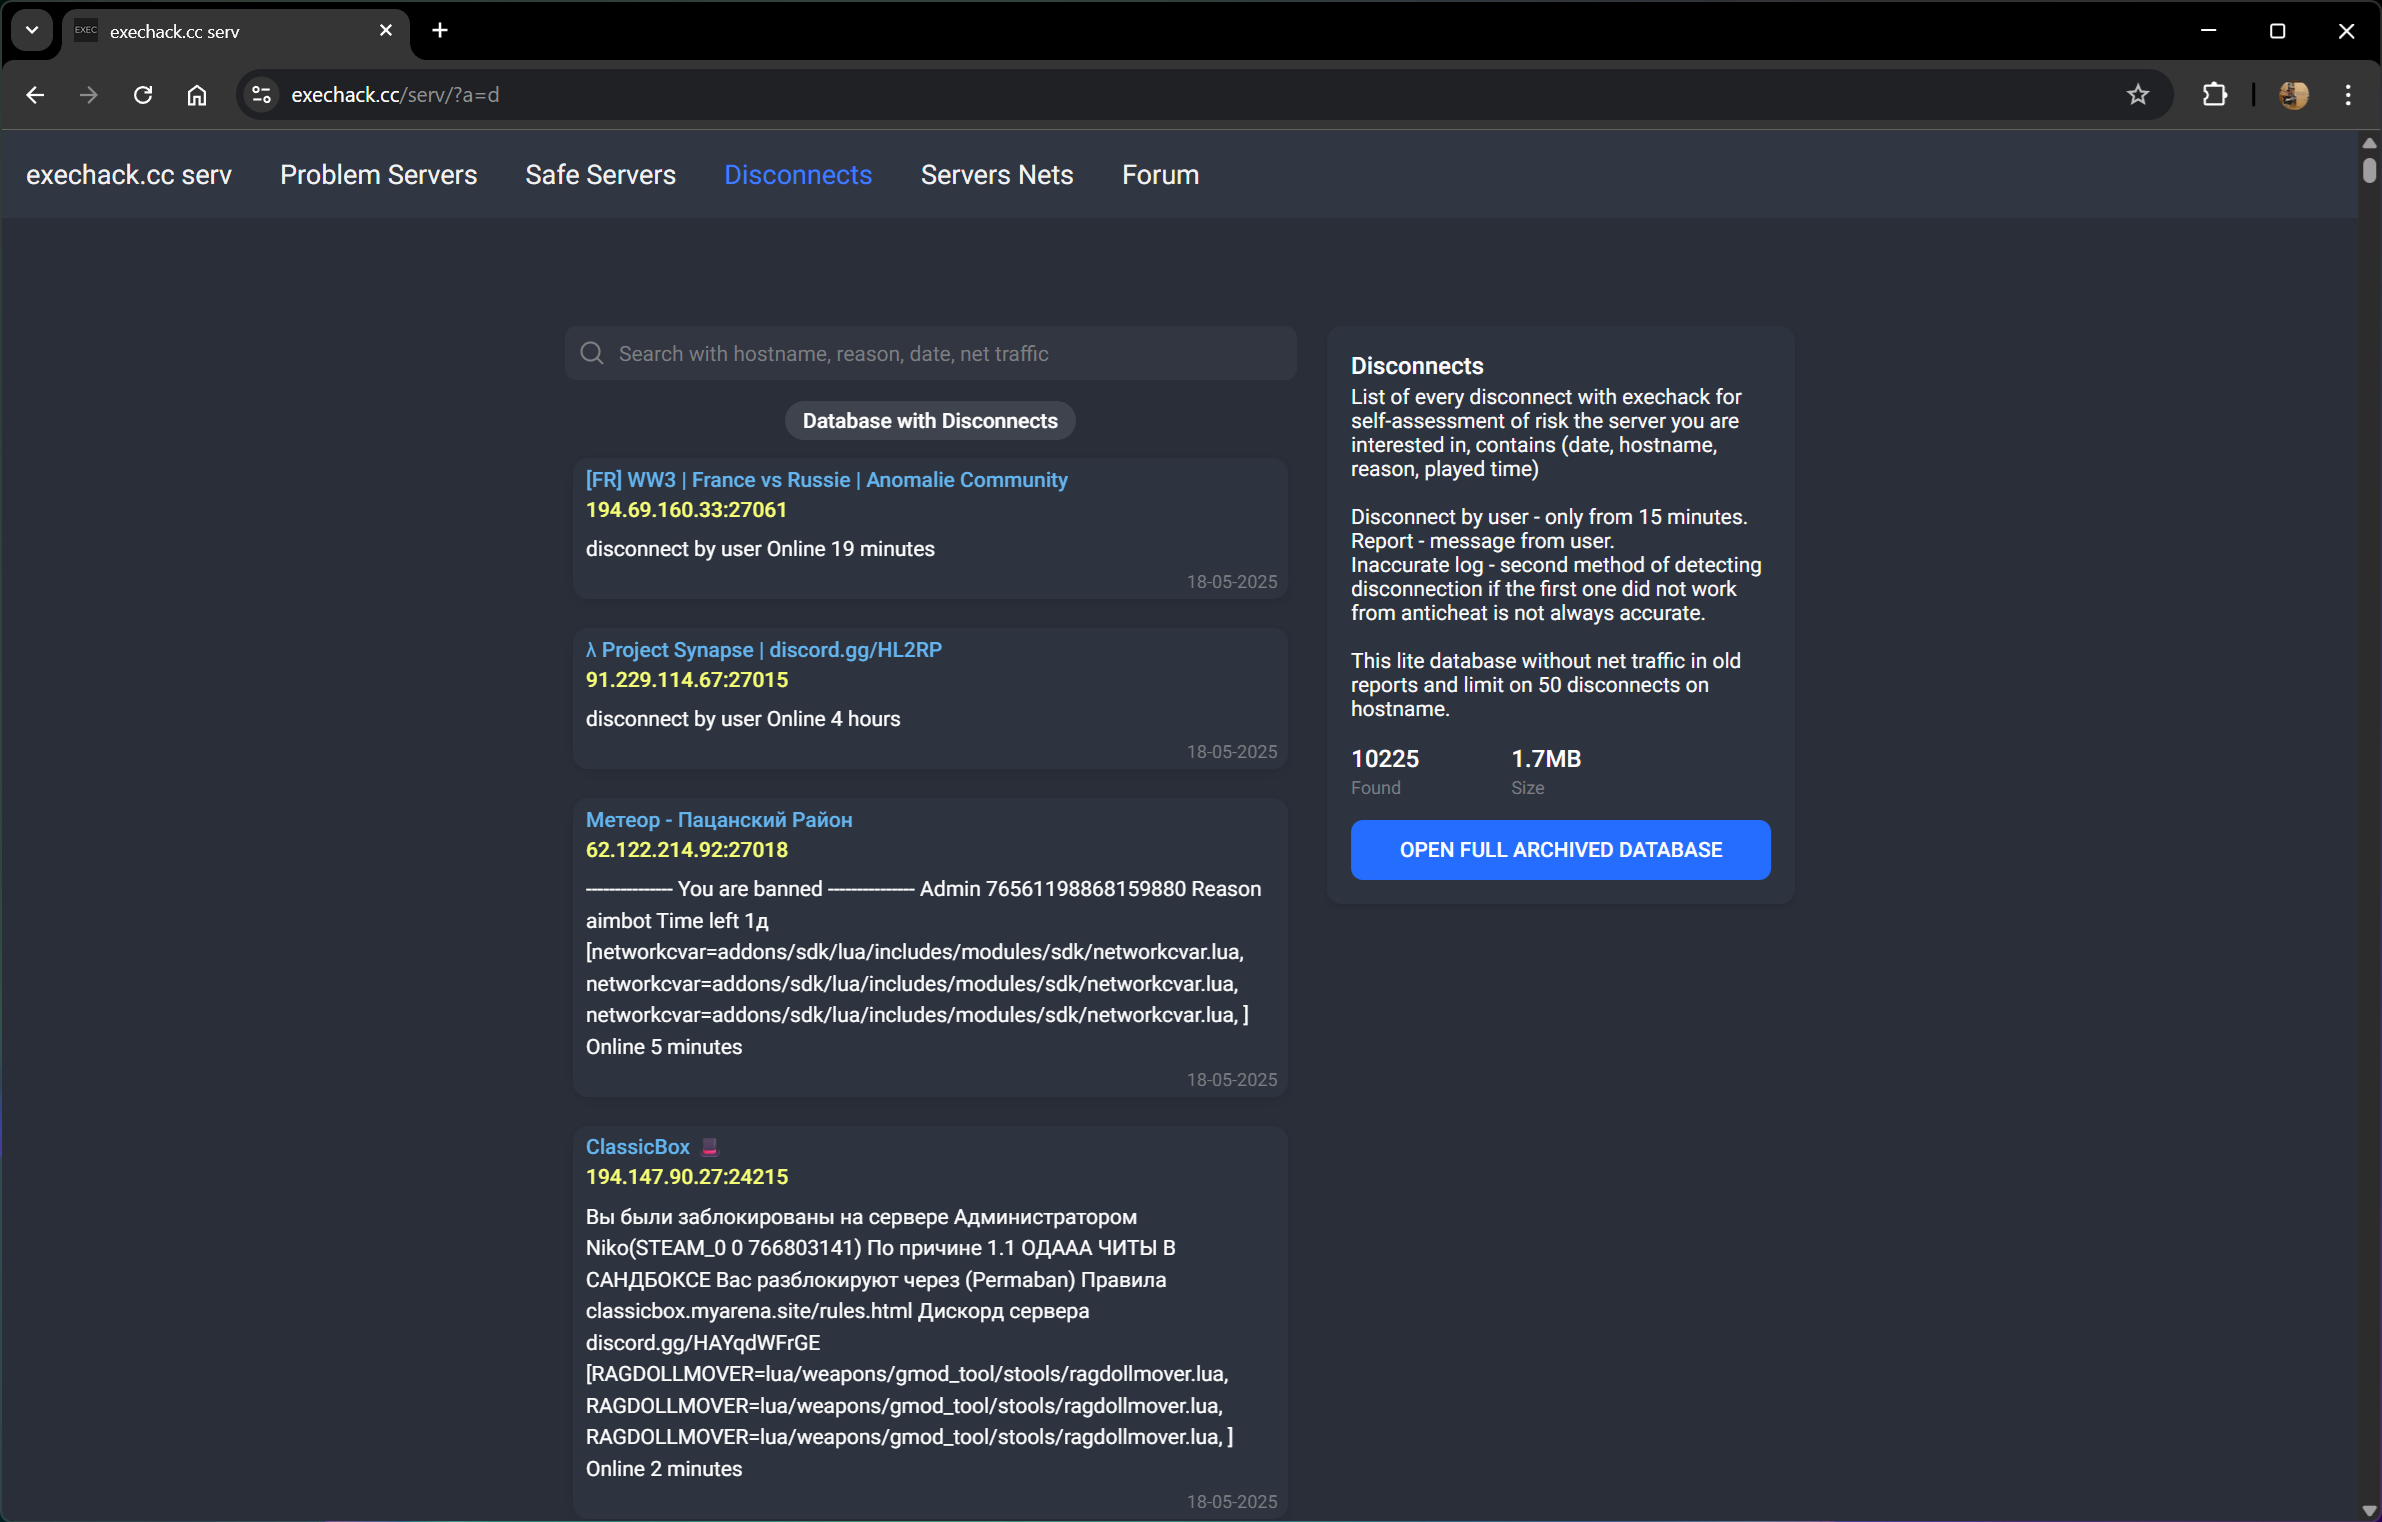 EXEC
exechack.cc serv
exechack.cc/serv/?a=d
exechack.cc serv
Problem Servers
Safe Servers
Disconnects
Servers Nets
Forum
Search with hostname, reason, date, net traffic
Database with Disconnects
[FR] WW3 | France vs Russie | Anomalie Community
194.69.160.33:27061
disconnect by user Online 19 minutes
18-05-2025
λ Project Synapse | discord.gg/HL2RP
91.229.114.67:27015
disconnect by user Online 4 hours
18-05-2025
Метеор - Пацанский Район
62.122.214.92:27018
--------------- You are banned --------------- Admin 76561198868159880 Reason
aimbot Time left 1д
[networkcvar=addons/sdk/lua/includes/modules/sdk/networkcvar.lua,
networkcvar=addons/sdk/lua/includes/modules/sdk/networkcvar.lua,
networkcvar=addons/sdk/lua/includes/modules/sdk/networkcvar.lua, ]
Online 5 minutes
18-05-2025
ClassicBox
194.147.90.27:24215
Вы были заблокированы на сервере Администратором
Niko(STEAM_0 0 766803141) По причине 1.1 ОДААА ЧИТЫ В
САНДБОКСЕ Вас разблокируют через (Permaban) Правила
classicbox.myarena.site/rules.html Дискорд сервера
discord.gg/HAYqdWFrGE
[RAGDOLLMOVER=lua/weapons/gmod_tool/stools/ragdollmover.lua,
RAGDOLLMOVER=lua/weapons/gmod_tool/stools/ragdollmover.lua,
RAGDOLLMOVER=lua/weapons/gmod_tool/stools/ragdollmover.lua, ]
Online 2 minutes
18-05-2025
Disconnects
List of every disconnect with exechack for
self-assessment of risk the server you are
interested in, contains (date, hostname,
reason, played time)
Disconnect by user - only from 15 minutes.
Report - message from user.
Inaccurate log - second method of detecting
disconnection if the first one did not work
from anticheat is not always accurate.
This lite database without net traffic in old
reports and limit on 50 disconnects on
hostname.
10225
Found
1.7MB
Size
OPEN FULL ARCHIVED DATABASE